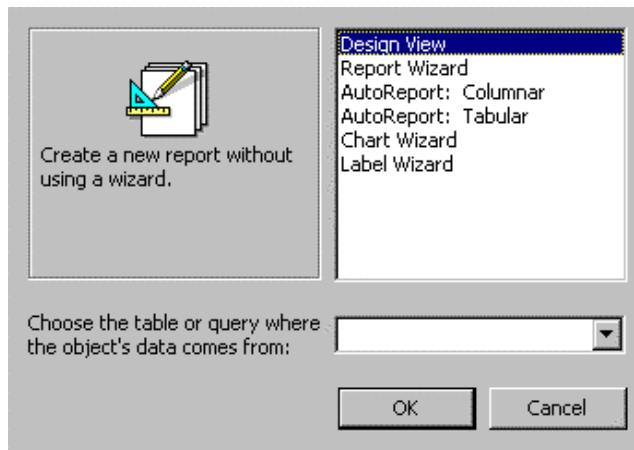 Create a new report without
using a wizard.
Design View
Report Wizard
AutoReport: Columnar
AutoReport: Tabular
Chart Wizard
Label Wizard
Choose the table or query where
the object's data comes from:
OK
Cancel